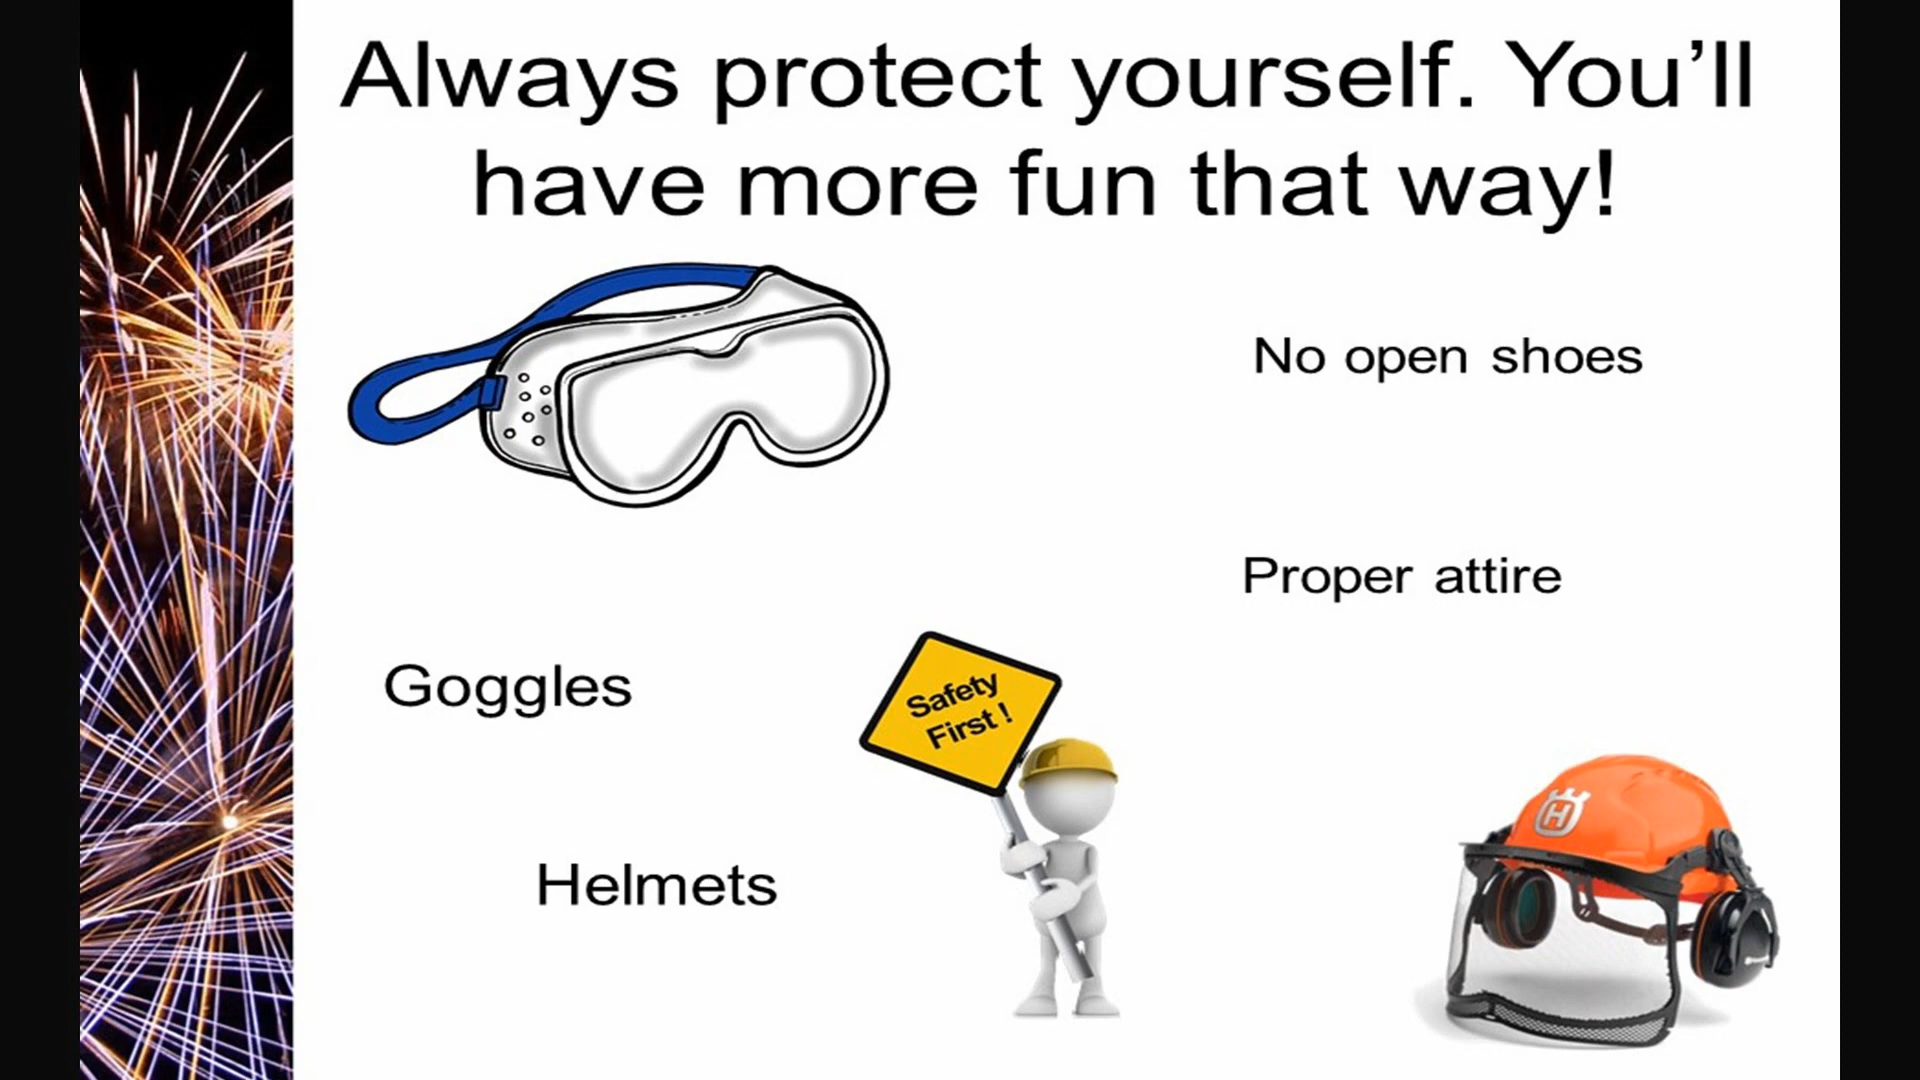 Always protect yourself. You’ll
have more fun that way!
No open shoes
Proper attire
Goggles
Safety
First !
Helmets
H